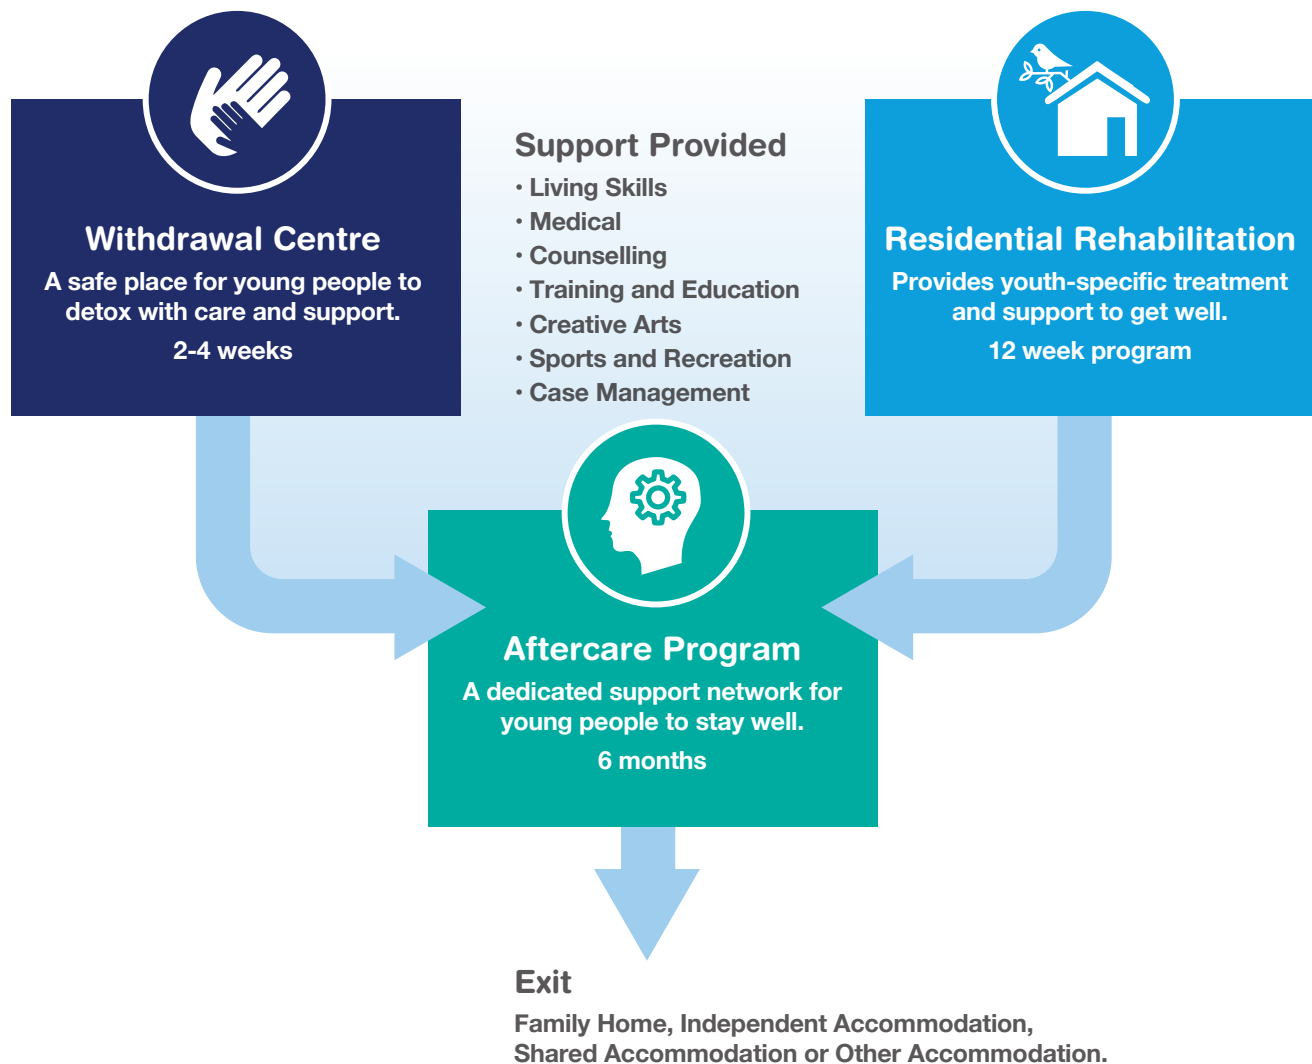 Withdrawal Centre
A safe place for young people to
detox with care and support.
2-4 weeks
Support Provided
· Living Skills
· Medical
· Counselling
· Training and Education
· Creative Arts
· Sports and Recreation
· Case Management
Residential Rehabilitation
Provides youth-specific treatment
and support to get well.
12 week program
Aftercare Program
A dedicated support network for
young people to stay well.
6 months
Exit
Family Home, Independent Accommodation,
Shared Accommodation or Other Accommodation.